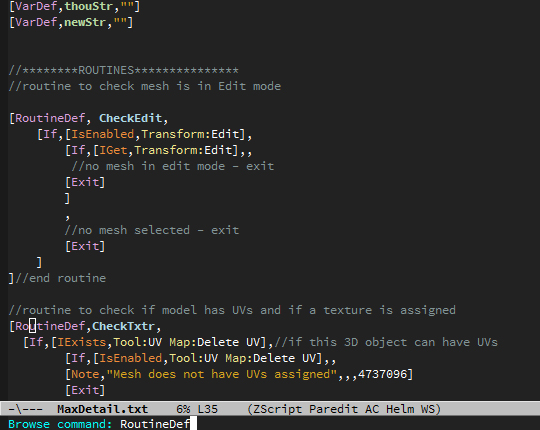 [VarDef,thouStr,""]
[VarDef,newStr,""]
//********ROUTINES***************
//routine to check mesh is in Edit mode
[RoutineDef, CheckEdit,
[If,[IsEnabled,Transform:Edit],
[If,[IGet,Transform:Edit],,
//no mesh in edit mode – exit
[Exit]
]
,
//no mesh selected – exit
[Exit]
]
]//end routine
//routine to check if model has UVs and if a texture is assigned
[RoutineDef,CheckTxtr,
[If,[IExists,Tool:UV Map:Delete UV],//if this 3D object can have UVs
[If,[IsEnabled,Tool:UV Map:Delete UV],,
[Note,"Mesh does not have UVs assigned",,,4737096]
[Exit]
-\--- MaxDetail.txt 6% L35 (ZScript Paredit AC Helm WS)
Browse command: RoutineDef